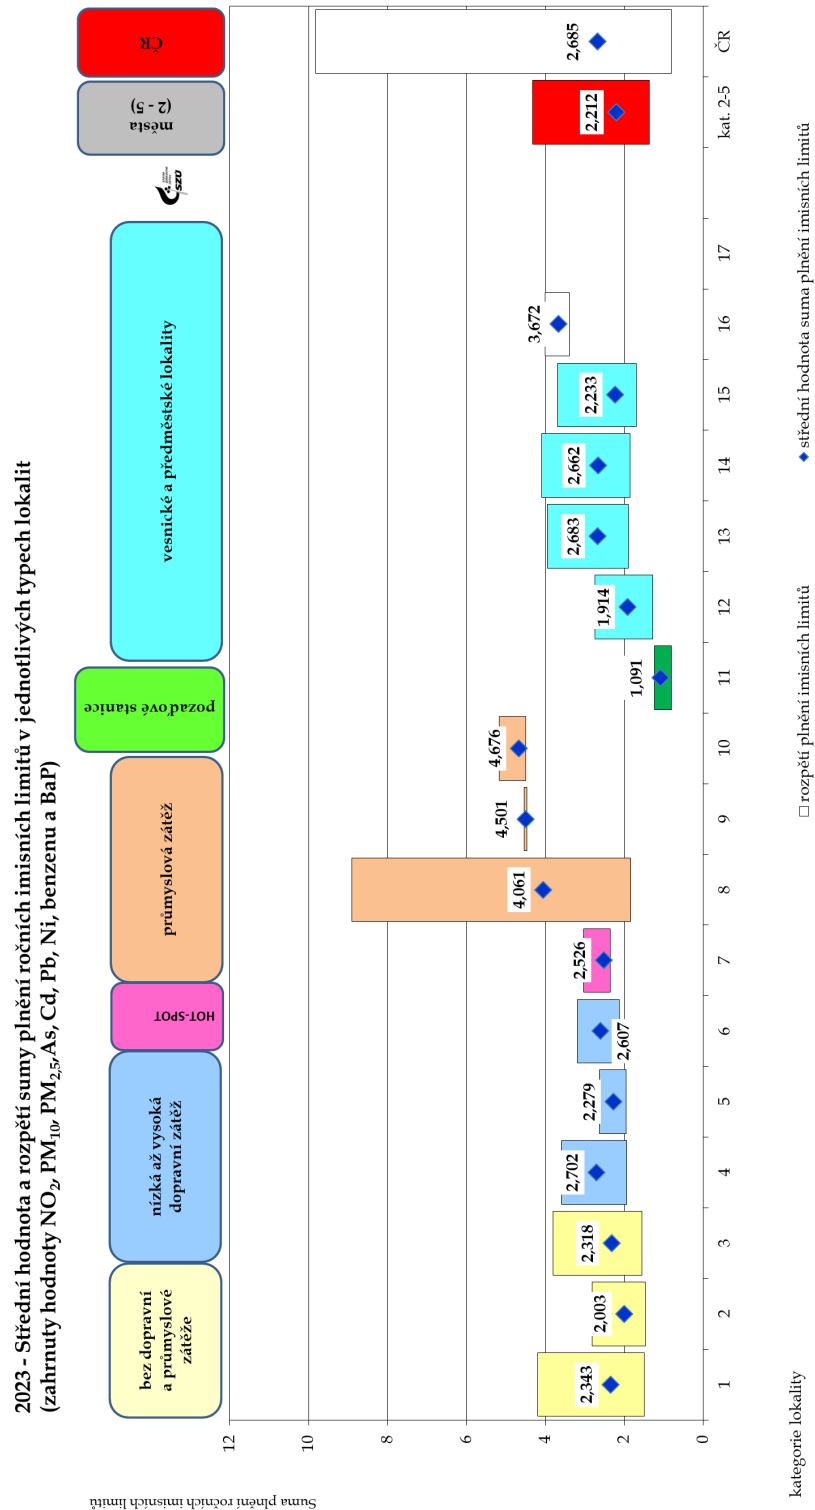 2023 - Střední hodnota a rozpětí sumy plnění ročních imisních limitů v jednotlivých typech lokalit
(zahrnuty hodnoty NO2, PM10, PM2,5, As, Cd, Pb, Ni, benzenu a BaP)
bez dopravní
a průmyslové
zátěže
nízká až vysoká
dopravní zátěž
HOT-SPOT
průmyslová zátěž
pozaďové stanice
vesnické a předměstské lokality
SZÚ
města
(2 - 5)
ČR
Suma plnění ročních imisních limitů
12
10
8
6
4
2
0
2,343
2,003
2,318
2,702
2,279
2,607
2,526
4,061
4,501
4,676
1,091
1,914
2,683
2,662
2,233
3,672
2,212
2,685
1
2
3
4
5
6
7
8
9
10
11
12
13
14
15
16
17
kat. 2-5
ČR
kategorie lokality
rozpětí plnění imisních limitů
střední hodnota suma plnění imisních limitů